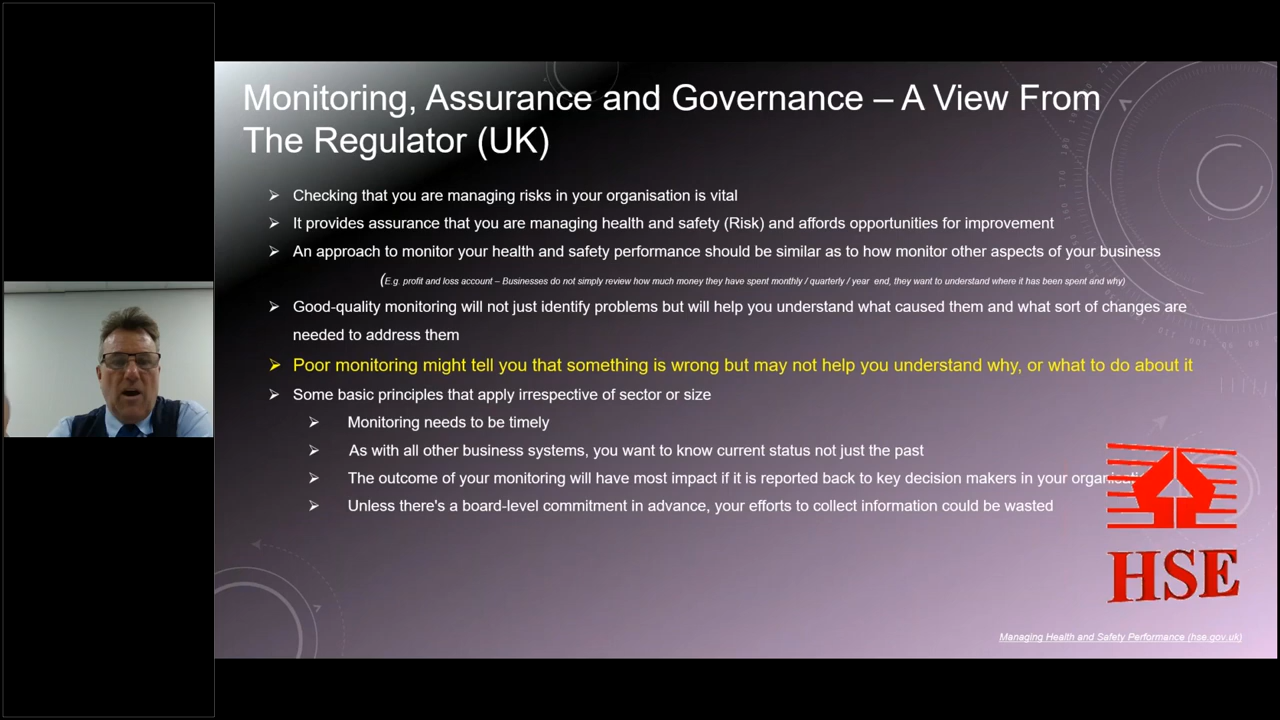 Monitoring, Assurance and Governance – A View From
The Regulator (UK)
Checking that you are managing risks in your organisation is vital
It provides assurance that you are managing health and safety (Risk) and affords opportunities for improvement
An approach to monitor your health and safety performance should be similar as to how monitor other aspects of your business
(E.g. profit and loss account – Businesses do not simply review how much money they have spent monthly / quarterly / year end, they want to understand where it has been spent and why)
Good-quality monitoring will not just identify problems but will help you understand what caused them and what sort of changes are
needed to address them
Poor monitoring might tell you that something is wrong but may not help you understand why, or what to do about it
Some basic principles that apply irrespective of sector or size
Monitoring needs to be timely
As with all other business systems, you want to know current status not just the past
The outcome of your monitoring will have most impact if it is reported back to key decision makers in your
Unless there's a board-level commitment in advance, your efforts to collect information could be wasted
HSE
Managing Health and Safety Performance (hse.gov.uk)